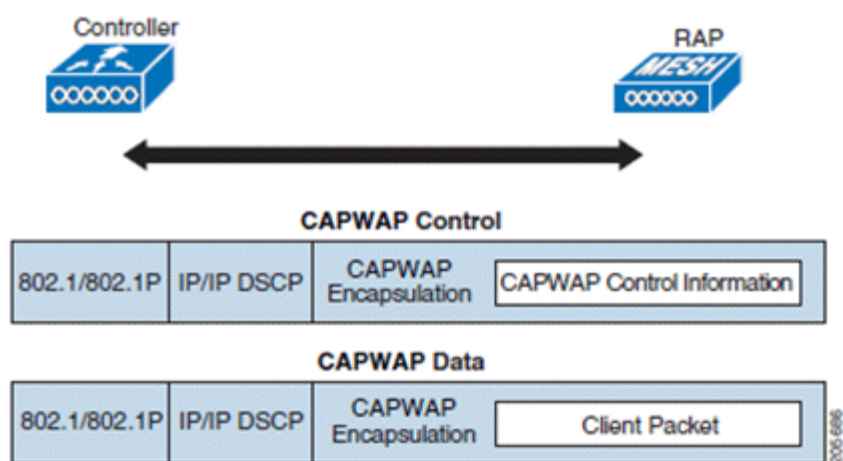 Controller
RAP
MESH
CAPWAP Control
802.1/802.1P
IP/IP DSCP
CAPWAP
Encapsulation
CAPWAP Control Information
CAPWAP Data
802.1/802.1P
IP/IP DSCP
CAPWAP
Encapsulation
Client Packet
205686